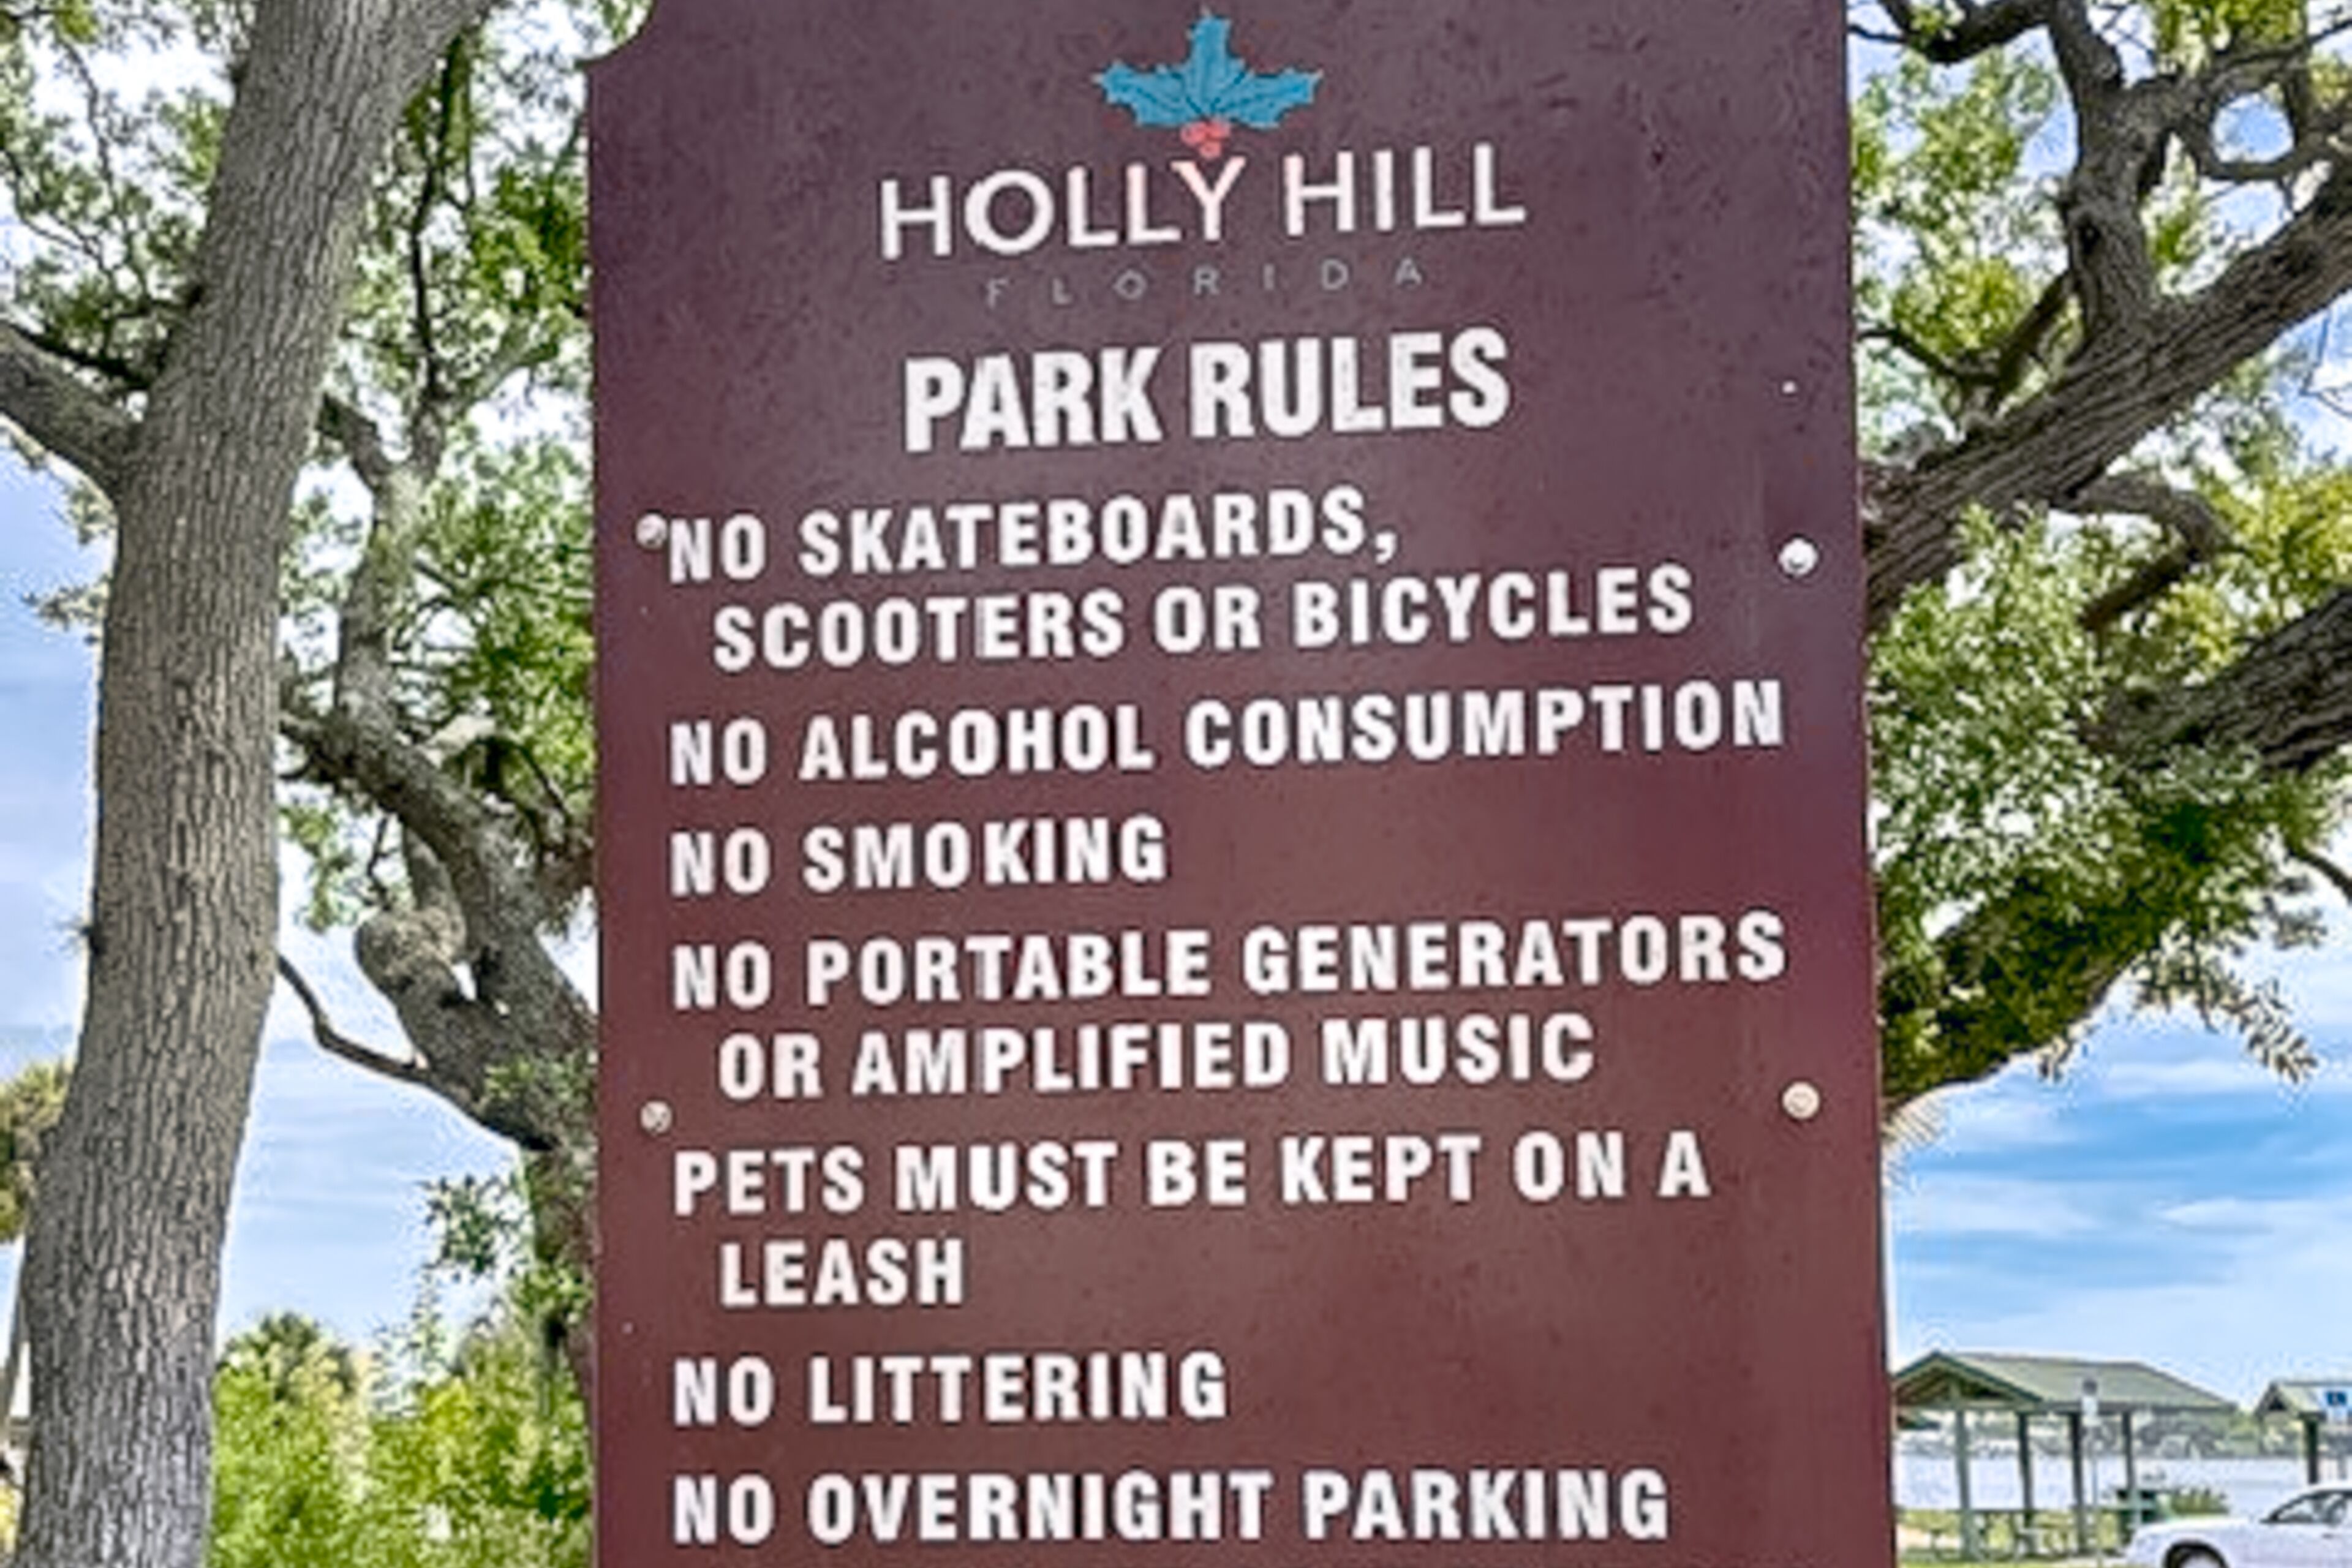 HOLLY HILL
FLORIDA
PARK RULES
NO SKATEBOARDS,
SCOOTERS OR BICYCLES
NO ALCOHOL CONSUMPTION
NO SMOKING
NO PORTABLE GENERATORS
OR AMPLIFIED MUSIC
PETS MUST BE KEPT ON A
LEASH
NO LITTERING
NO OVERNIGHT PARKING